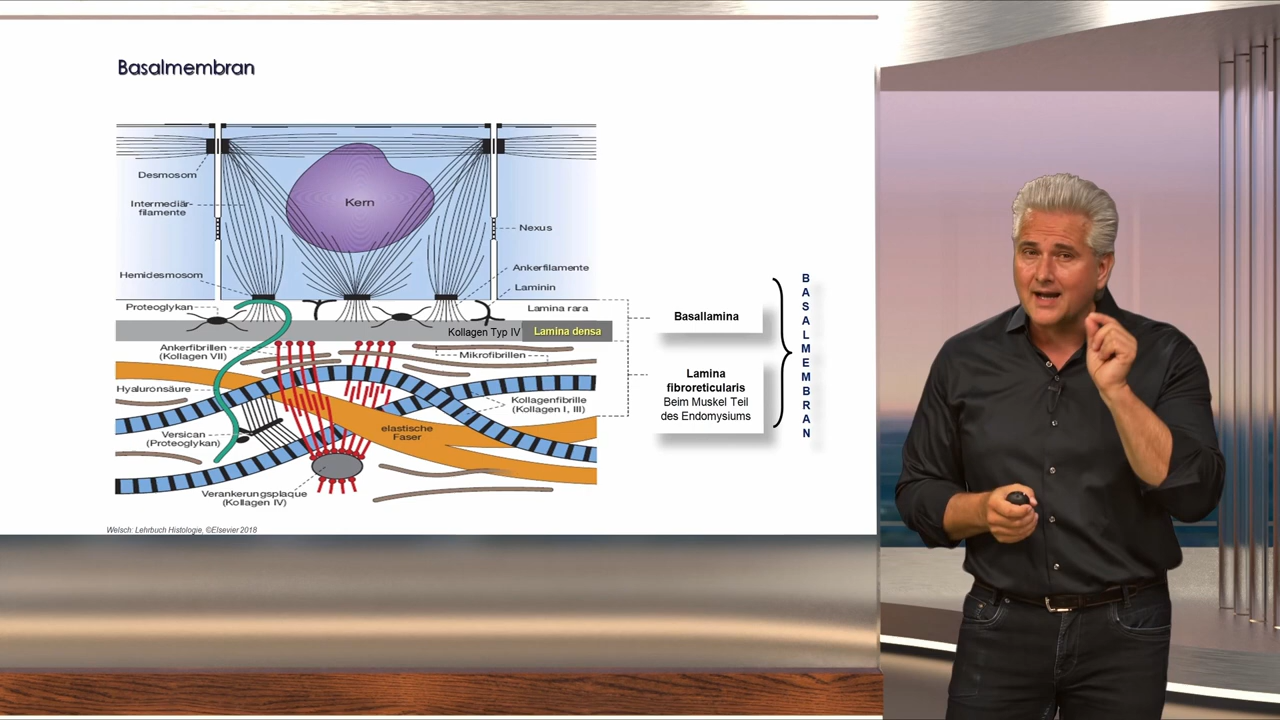 Basalmembran
Desmosom
Intermediär-
filamente
Kern
Nexus
Hemidesmosom
Ankerfilamente
Laminin
Proteoglykan
Lamina rara
Kollagen Typ IV
Lamina densa
Ankerfibrillen
(Kollagen VII)
Mikrofibrillen
Hyaluronsäure
Kollagenfibrille
(Kollagen I, III)
Versican
(Proteoglykan)
elastische
Faser
Verankerungsplaque
(Kollagen IV)
Basallamina
Lamina
fibroreticularis
Beim Muskel Teil
des Endomysiums
BASALMEMBRAN
Welsch: Lehrbuch Histologie, ©Elsevier 2018